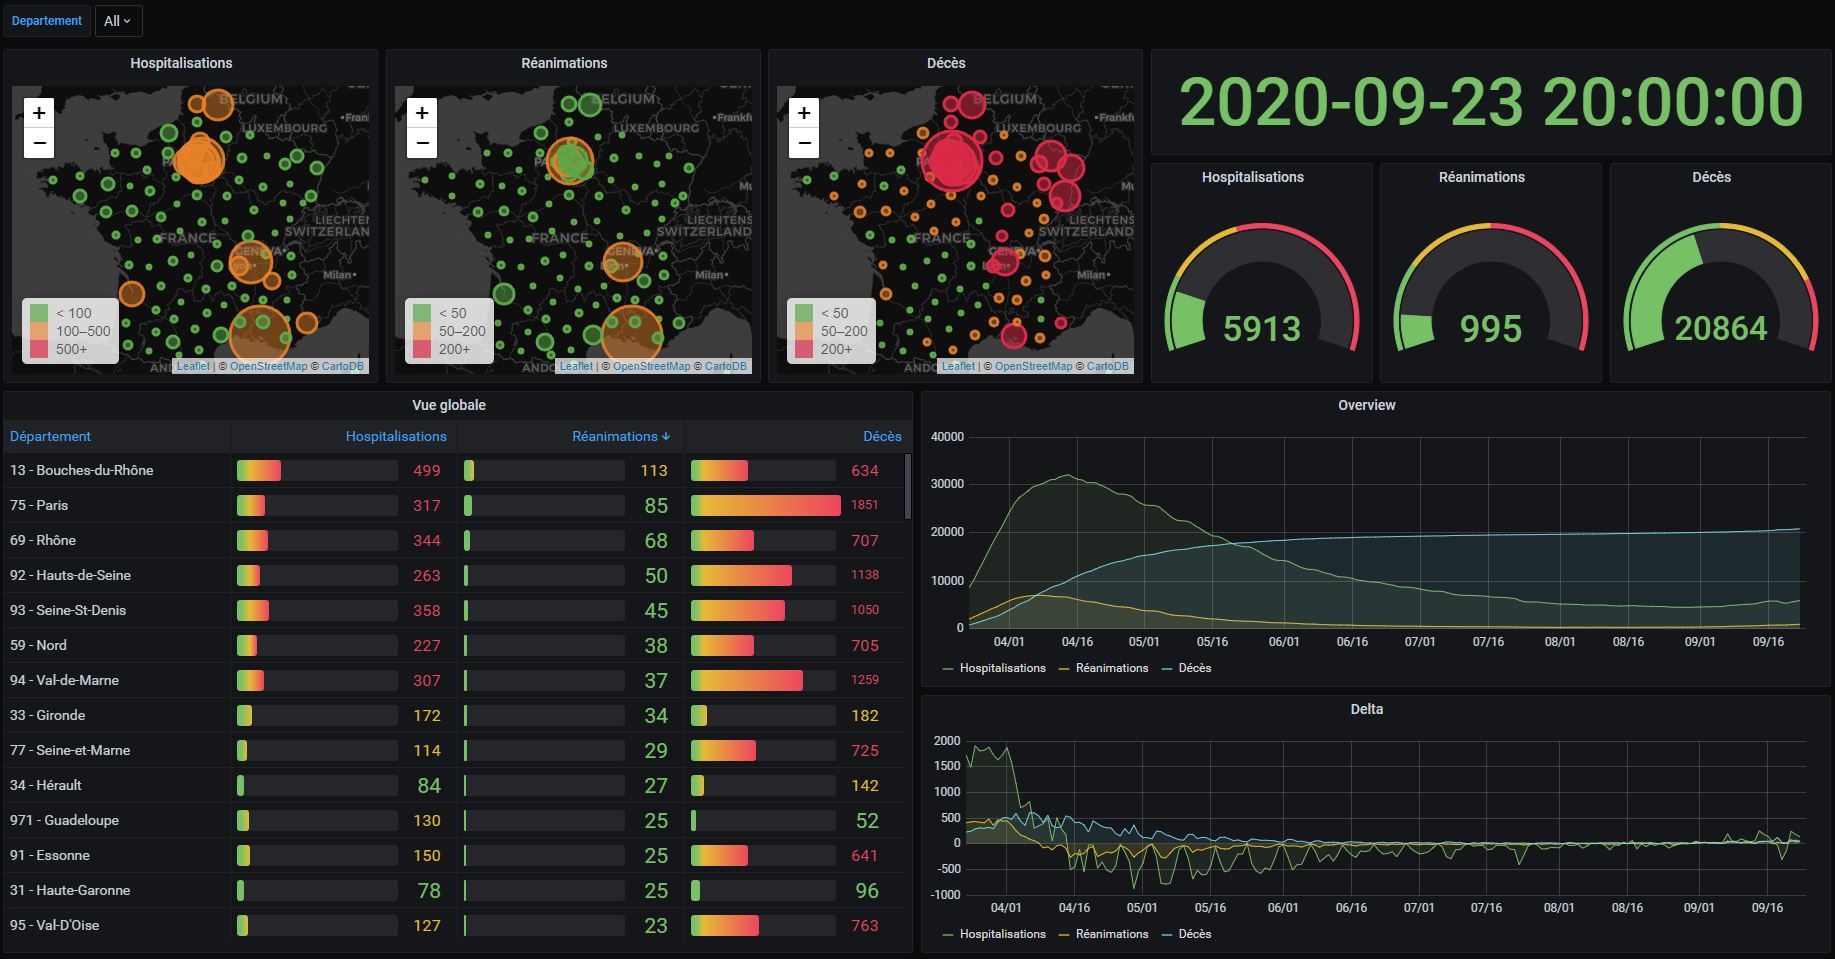 Departement All
Hospitalisations
+
−
BELGIUM
LUXEMBOURG
FRANCE
LIECHTENS
SWITZERLAN
GENEVA
Milan
< 100
100–500
500+
Leaflet | © OpenStreetMap © CartoDB
Réanimations
+
−
BELGIUM
LUXEMBOURG
FRANCE
LIECHTENS
SWITZERLAND
GENEVA
Milan
< 50
50–200
200+
Leaflet | © OpenStreetMap © CartoDB
Décès
+
−
BELGIUM
LUXEMBOURG
FRANCE
LIECHTENS
SWITZERLAN
GENEVA
Milan
< 50
50–200
200+
Leaflet | © OpenStreetMap © CartoDB
2020-09-23 20:00:00
Hospitalisations
5913
Réanimations
995
Décès
20864
Vue globale
Département Hospitalisations Réanimations Décès
13 - Bouches-du-Rhône 499 113 634
75 - Paris 317 85 1851
69 - Rhône 344 68 707
92 - Hauts-de-Seine 263 50 1138
93 - Seine-St-Denis 358 45 1050
59 - Nord 227 38 705
94 - Val-de-Marne 307 37 1259
33 - Gironde 172 34 182
77 - Seine-et-Marne 114 29 725
34 - Hérault 84 27 142
971 - Guadeloupe 130 25 52
91 - Essonne 150 25 641
31 - Haute-Garonne 78 25 96
95 - Val-D'Oise 127 23 763
Overview
40000
30000
20000
10000
0
04/01 04/16 05/01 05/16 06/01 06/16 07/01 07/16 08/01 08/16 09/01 09/16
Hospitalisations Réanimations Décès
Delta
2000
1500
1000
500
0
-500
-1000
04/01 04/16 05/01 05/16 06/01 06/16 07/01 07/16 08/01 08/16 09/01 09/16
Hospitalisations Réanimations Décès